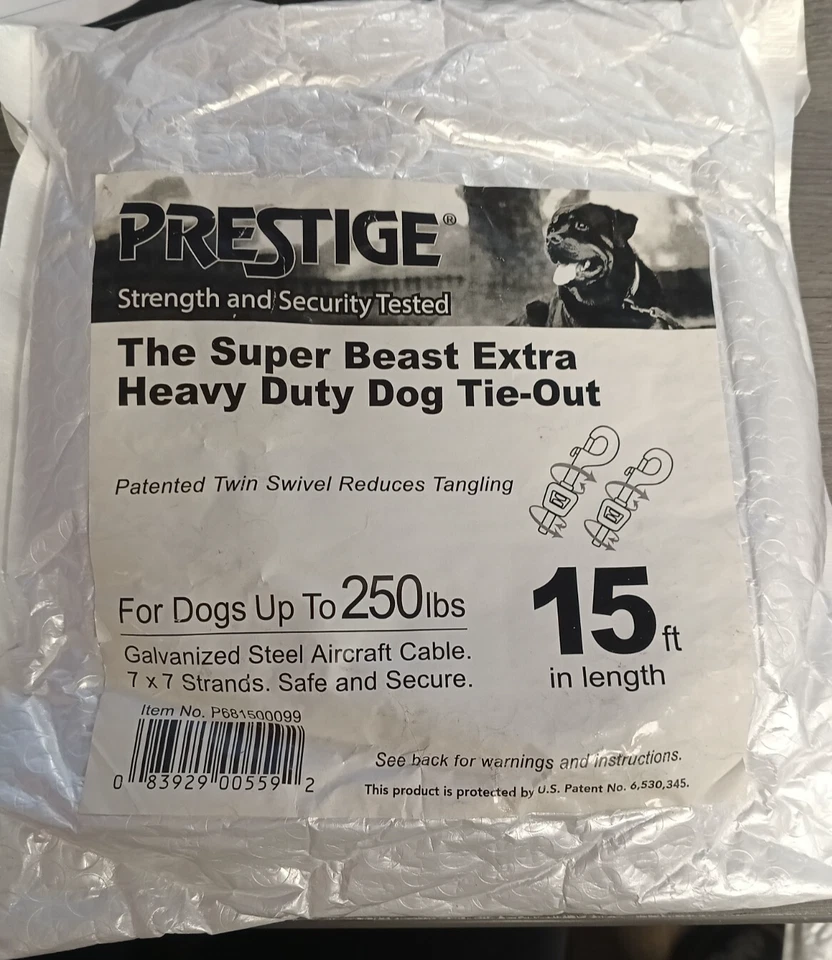 PRESTIGE®
Strength and Security Tested
The Super Beast Extra
Heavy Duty Dog Tie-Out
Patented Twin Swivel Reduces Tangling
For Dogs Up To 250lbs
Galvanized Steel Aircraft Cable.
7 x 7 Strands. Safe and Secure.
15 ft
in length
Item No. P681500099
0 83929 00559 2
See back for warnings and instructions.
This product is protected by U.S. Patent No. 6,530,345.